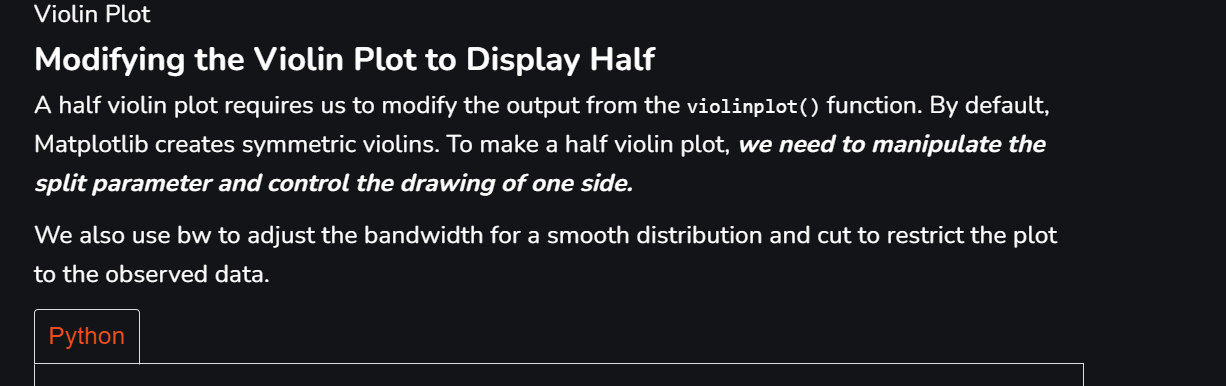 Violin Plot
Modifying the Violin Plot to Display Half
A half violin plot requires us to modify the output from the violinplot() function. By default,
Matplotlib creates symmetric violins. To make a half violin plot, we need to manipulate the
split parameter and control the drawing of one side.
We also use bw to adjust the bandwidth for a smooth distribution and cut to restrict the plot
to the observed data.
Python